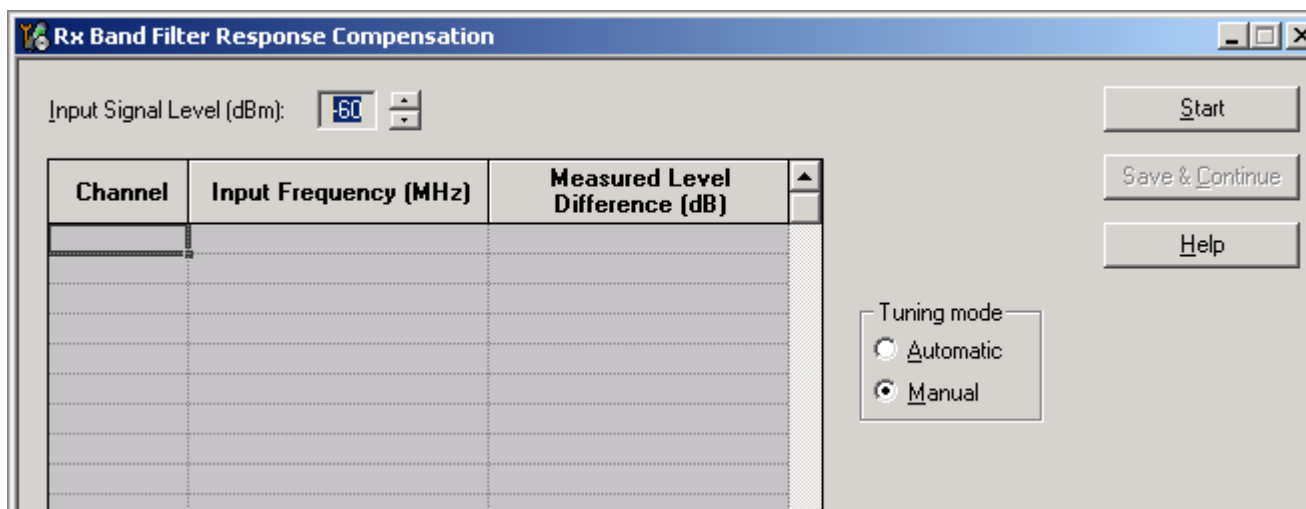 Rx Band Filter Response Compensation
Input Signal Level (dBm): -60
Start
Save & Continue
Help
Channel Input Frequency (MHz) Measured Level Difference (dB)
Tuning mode
Automatic
Manual